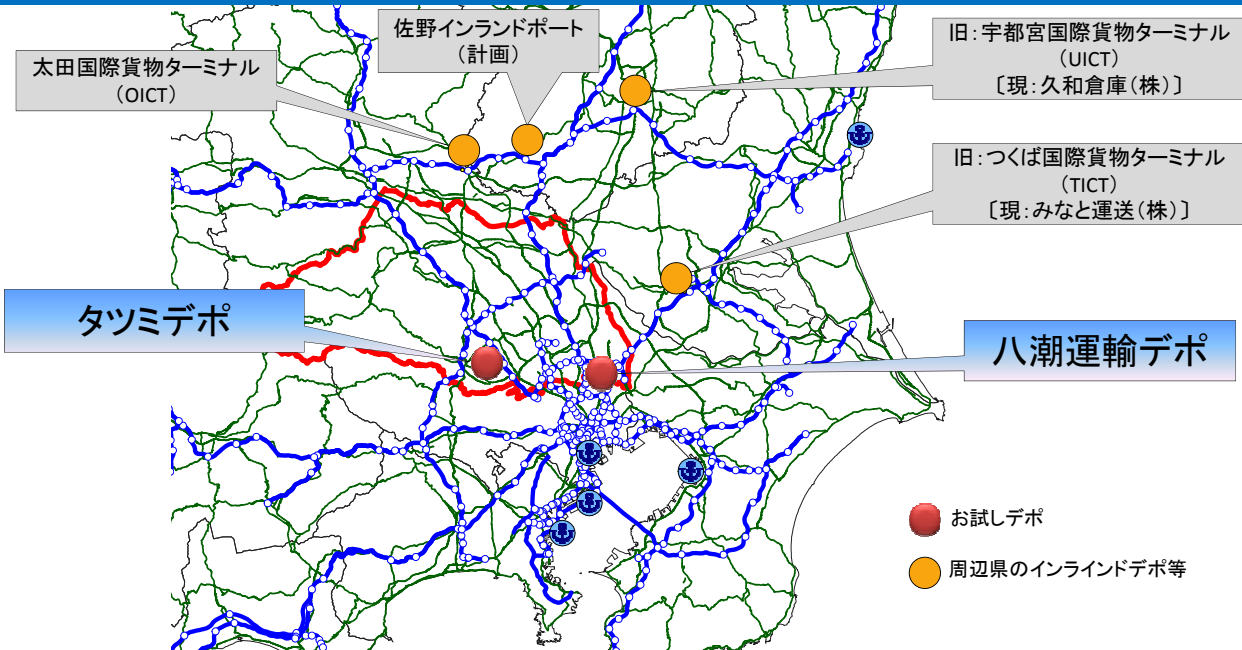 佐野インランドポート
（計画）
太田国際貨物ターミナル
（OICT）
旧：宇都宮国際貨物ターミナル
（UICT）
〔現：久和倉庫（株）〕
旧：つくば国際貨物ターミナル
（TICT）
〔現：みなと運送（株）〕
タツミデポ
八潮運輸デポ
お試しデポ
周辺県のインラインドデポ等